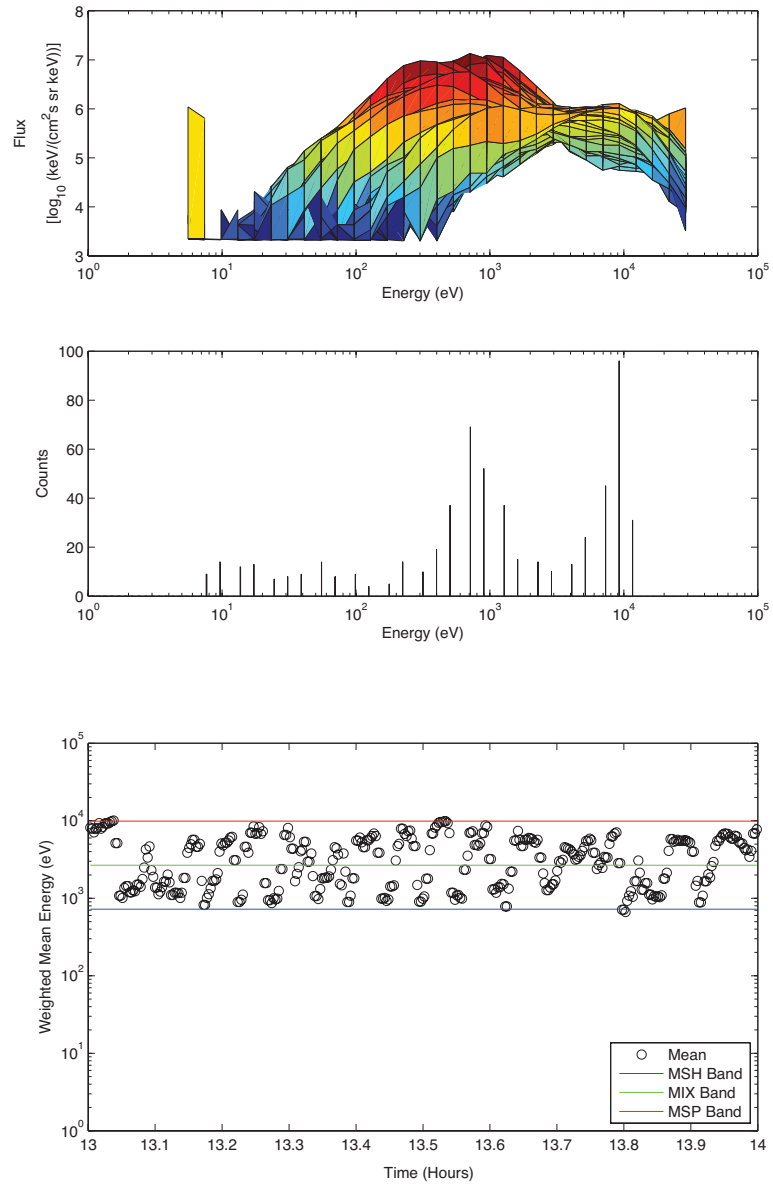 8
7
6
5
4
3
Flux
[log10 (keV/(cm2s sr keV))]
10^0 10^1 10^2 10^3 10^4 10^5
Energy (eV)
100
80
60
40
20
0
Counts
10^0 10^1 10^2 10^3 10^4 10^5
Energy (eV)
10^5
10^4
10^3
10^2
10^1
10^0
Weighted Mean Energy (eV)
Mean
MSH Band
MIX Band
MSP Band
13 13.1 13.2 13.3 13.4 13.5 13.6 13.7 13.8 13.9 14
Time (Hours)